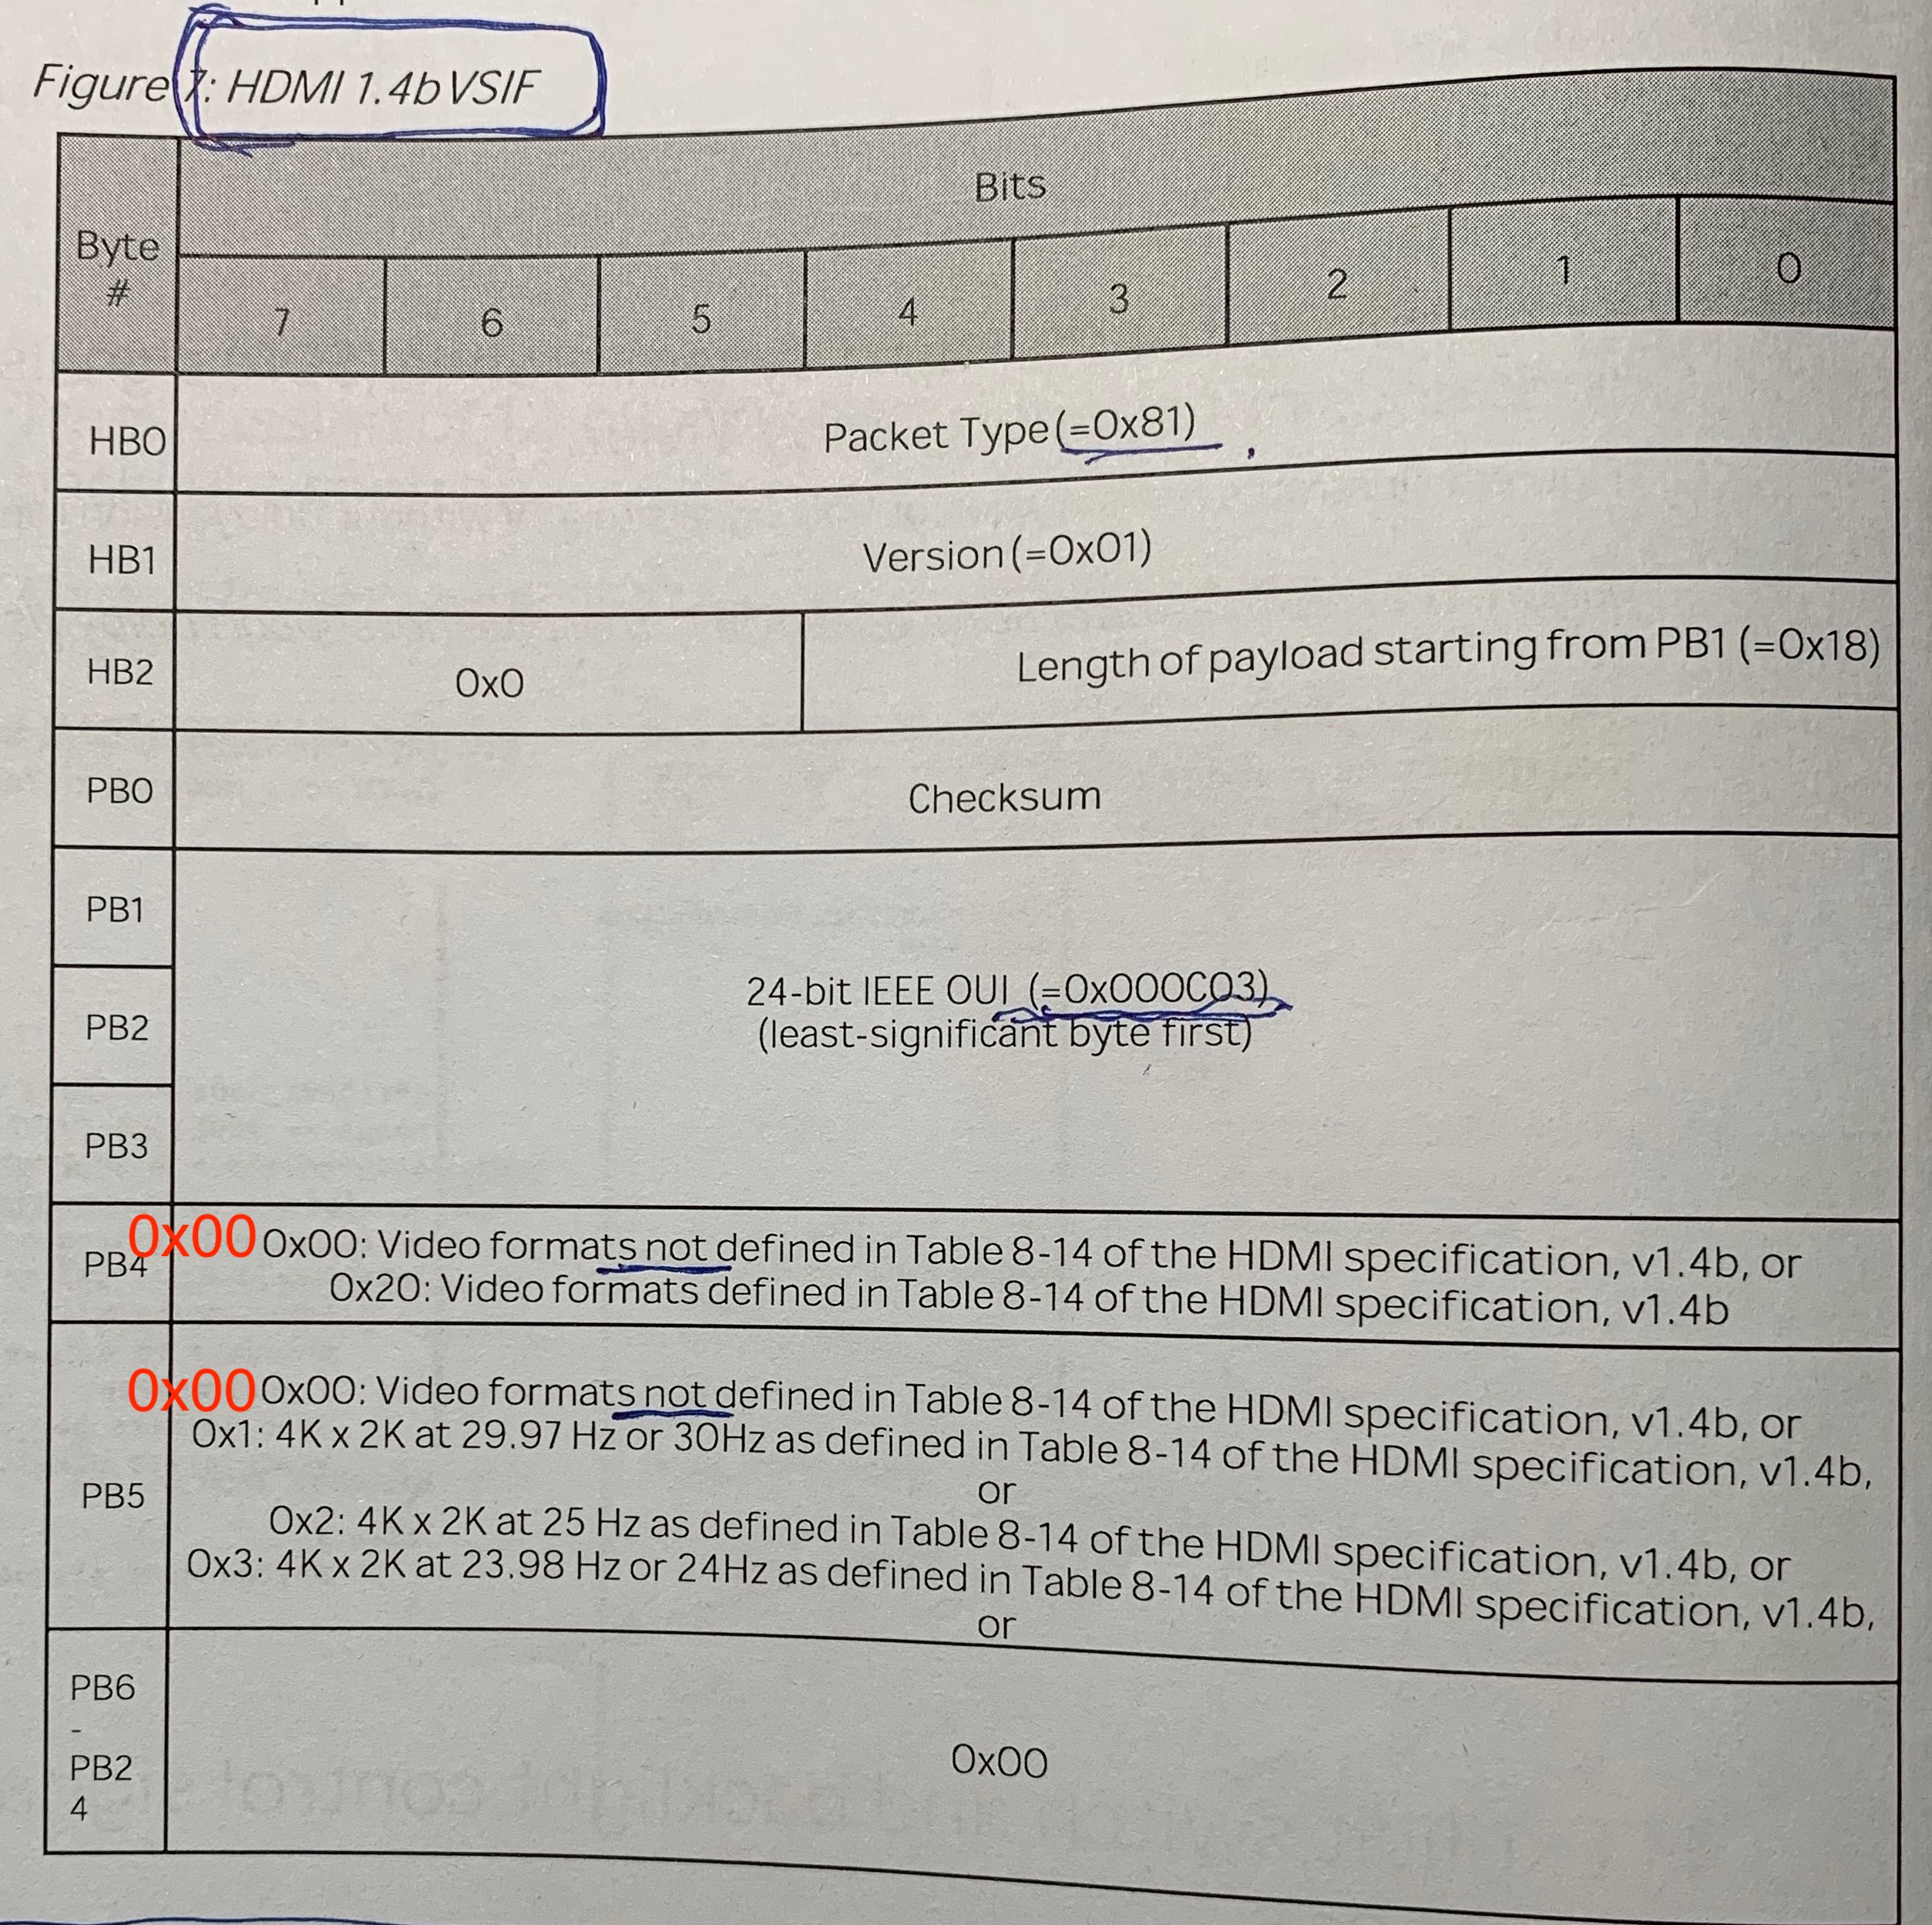 Figure 7: HDMI 1.4b VSIF
Byte #
Bits
7 6 5 4 3 2 1 0
HB0
Packet Type (=0x81)
HB1
Version (=0x01)
HB2
0x0
Length of payload starting from PB1 (=0x18)
PB0
Checksum
PB1
PB2
PB3
24-bit IEEE OUI (=0x000C03)
(least-significant byte first)
PB4
0x00
0x00: Video formats not defined in Table 8-14 of the HDMI specification, v1.4b, or
0x20: Video formats defined in Table 8-14 of the HDMI specification, v1.4b
PB5
0x00
0x00: Video formats not defined in Table 8-14 of the HDMI specification, v1.4b, or
0x1: 4K x 2K at 29.97 Hz or 30Hz as defined in Table 8-14 of the HDMI specification, v1.4b,
or
0x2: 4K x 2K at 25 Hz as defined in Table 8-14 of the HDMI specification, v1.4b, or
0x3: 4K x 2K at 23.98 Hz or 24Hz as defined in Table 8-14 of the HDMI specification, v1.4b,
or
PB6
-
PB2
4
0x00